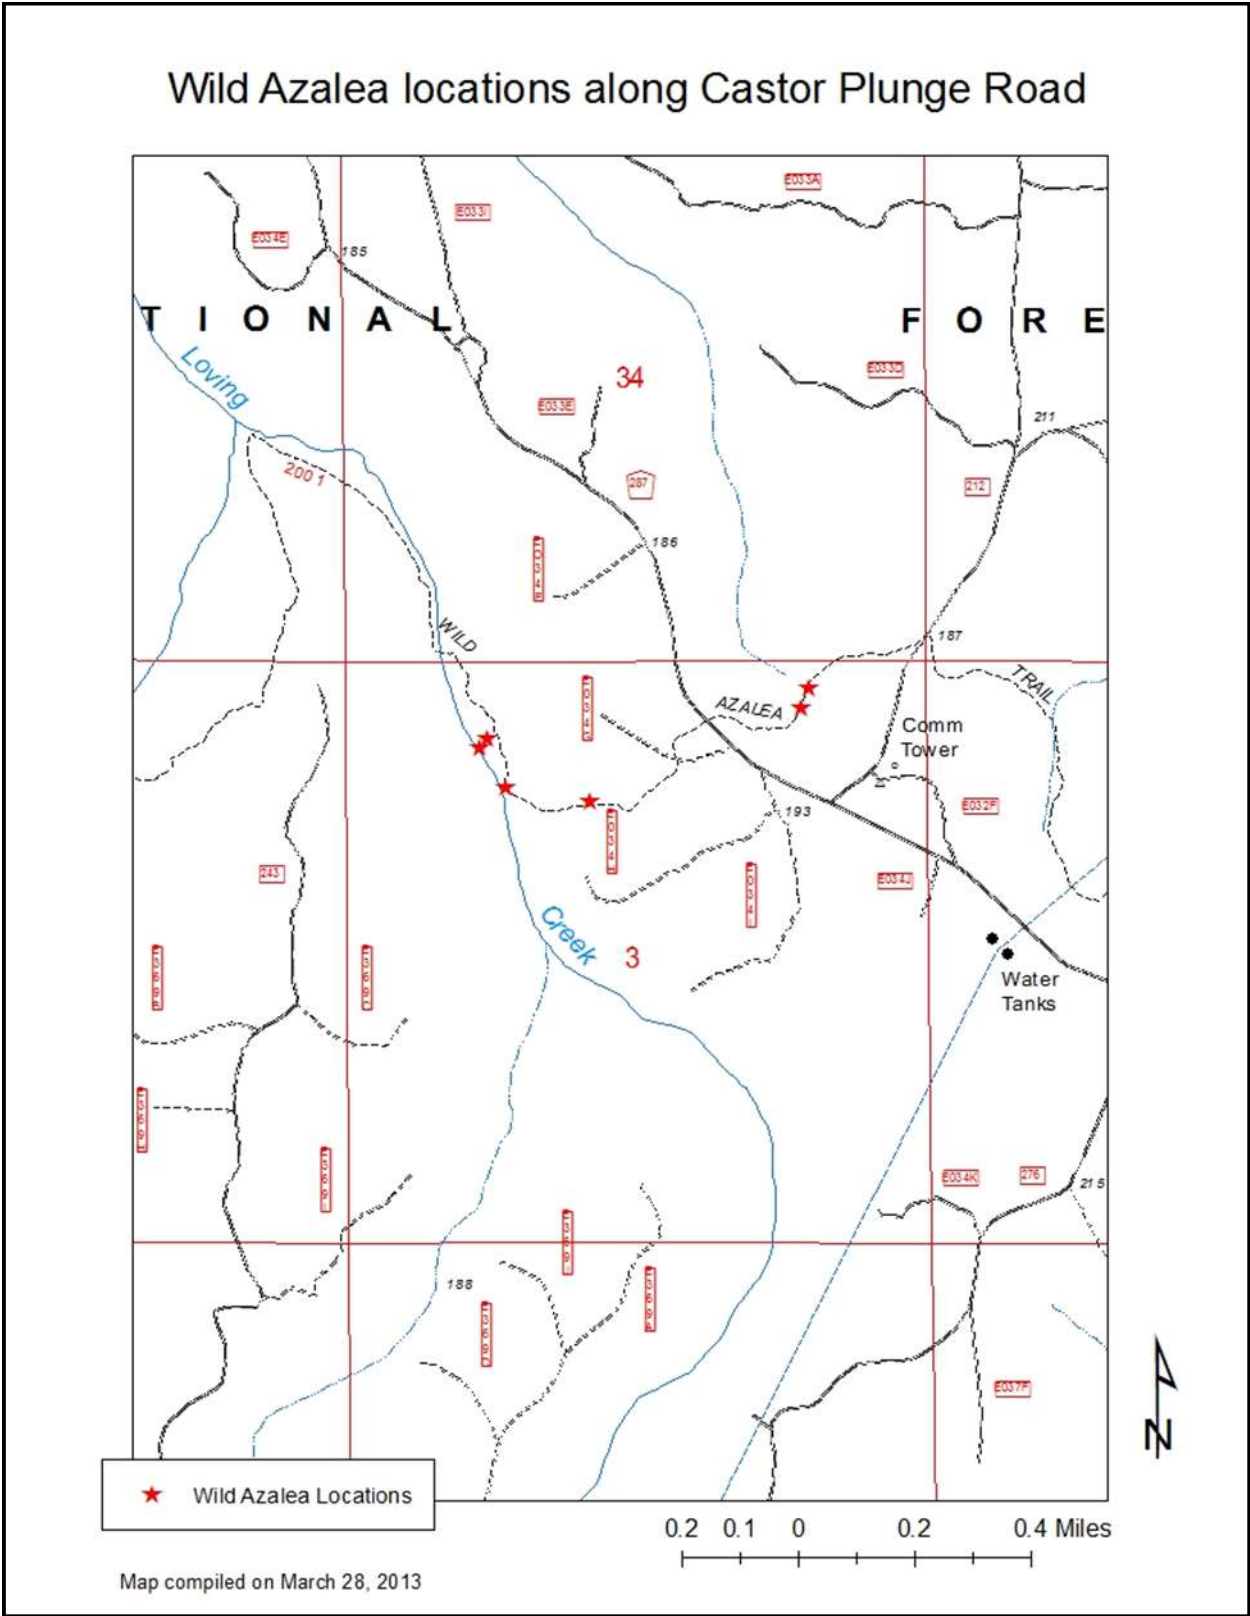 Wild Azalea locations along Castor Plunge Road
E033A
E033I
E034E
185
TIONAL FORE
Loving
34
E033D
E033E
211
2001
287
212
186
WILD
187
TRAIL
AZALEA
Comm
Tower
E032F
193
243
E034J
Creek
3
Water
Tanks
E034K
276
215
188
E037F
Wild Azalea Locations
0.2 0.1 0 0.2 0.4 Miles
Map compiled on March 28, 2013
N